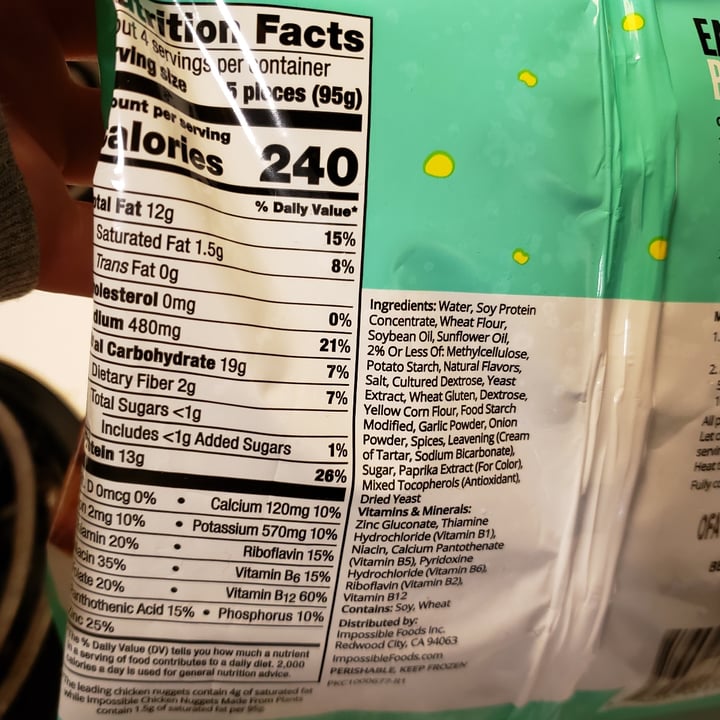 trition Facts
out 4 servings per container
rving size 5 pieces (95g)
ount per serving
alories 240
% Daily Value*
tal Fat 12g 15%
Saturated Fat 1.5g 8%
Trans Fat 0g
olesterol 0mg 0%
dium 480mg 21%
al Carbohydrate 19g 7%
Dietary Fiber 2g 7%
Total Sugars <1g
Includes <1g Added Sugars 1%
tein 13g 26%
. D 0mcg 0% • Calcium 120mg 10%
n 2mg 10% • Potassium 570mg 10%
iamin 20% • Riboflavin 15%
acin 35% • Vitamin B6 15%
late 20% • Vitamin B12 60%
anthothenic Acid 15% • Phosphorus 10%
nc 25%
he % Daily Value (DV) tells you how much a nutrient
n a serving of food contributes to a daily diet. 2,000
calories a day is used for general nutrition advice.
The leading chicken nuggets contain 4g of saturated fat
while Impossible Chicken Nuggets Made From Plants
contain 1.5g of saturated fat per 95g
Ingredients: Water, Soy Protein
Concentrate, Wheat Flour,
Soybean Oil, Sunflower Oil,
2% Or Less Of: Methylcellulose,
Potato Starch, Natural Flavors,
Salt, Cultured Dextrose, Yeast
Extract, Wheat Gluten, Dextrose,
Yellow Corn Flour, Food Starch
Modified, Garlic Powder, Onion
Powder, Spices, Leavening (Cream
of Tartar, Sodium Bicarbonate),
Sugar, Paprika Extract (For Color),
Mixed Tocopherols (Antioxidant),
Dried Yeast
Vitamins & Minerals:
Zinc Gluconate, Thiamine
Hydrochloride (Vitamin B1),
Niacin, Calcium Pantothenate
(Vitamin B5), Pyridoxine
Hydrochloride (Vitamin B6),
Riboflavin (Vitamin B2),
Vitamin B12
Contains: Soy, Wheat
Distributed by:
Impossible Foods Inc.
Redwood City, CA 94063
ImpossibleFoods.com
PERISHABLE, KEEP FROZEN
PKC1000677-R1